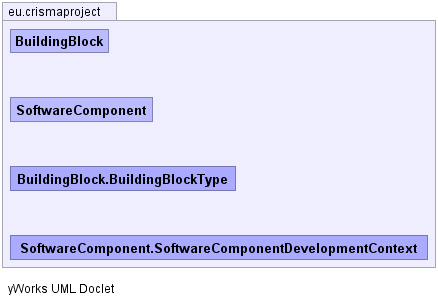 eu.crismaproject
BuildingBlock
SoftwareComponent
BuildingBlock.BuildingBlockType
SoftwareComponent.SoftwareComponentDevelopmentContext
yWorks UML Doclet